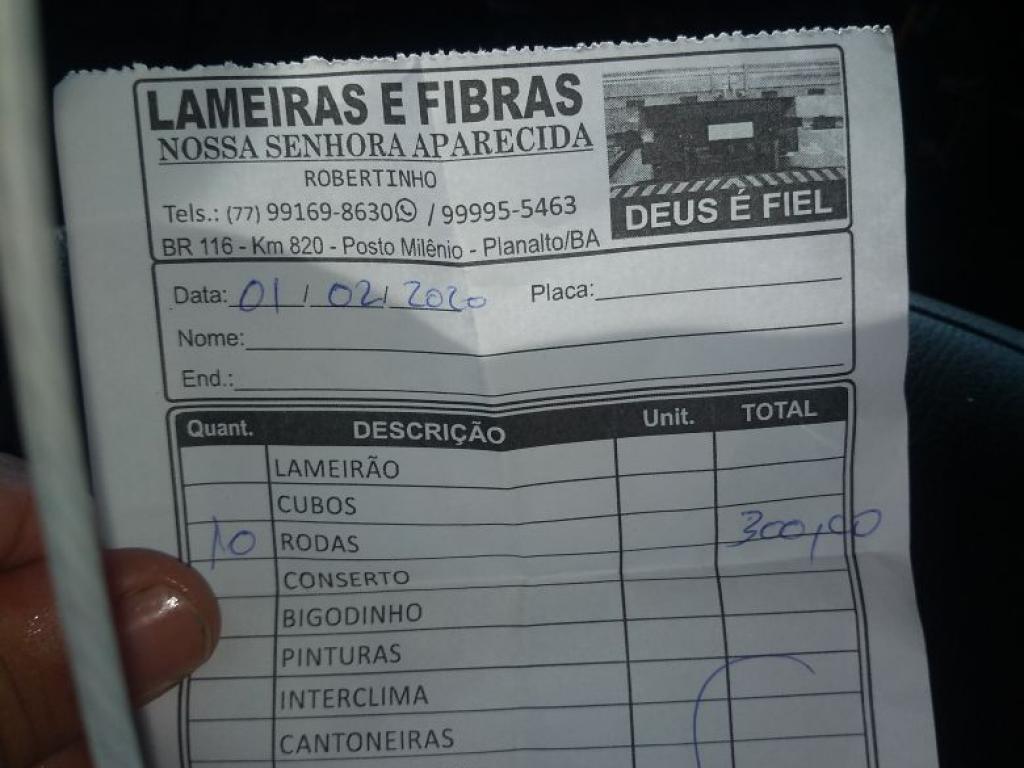 LAMEIRAS E FIBRAS
NOSSA SENHORA APARECIDA
ROBERTINHO
Tels.: (77) 99169-8630 / 99995-5463
BR 116 - Km 820 - Posto Milênio - Planalto/BA
DEUS É FIEL
Data: 01 / 02 / 2020 Placa:
Nome:
End.:
Quant. DESCRIÇÃO Unit. TOTAL
LAMEIRÃO
CUBOS
10 RODAS 300,00
CONSERTO
BIGODINHO
PINTURAS
INTERCLIMA
CANTONEIRAS